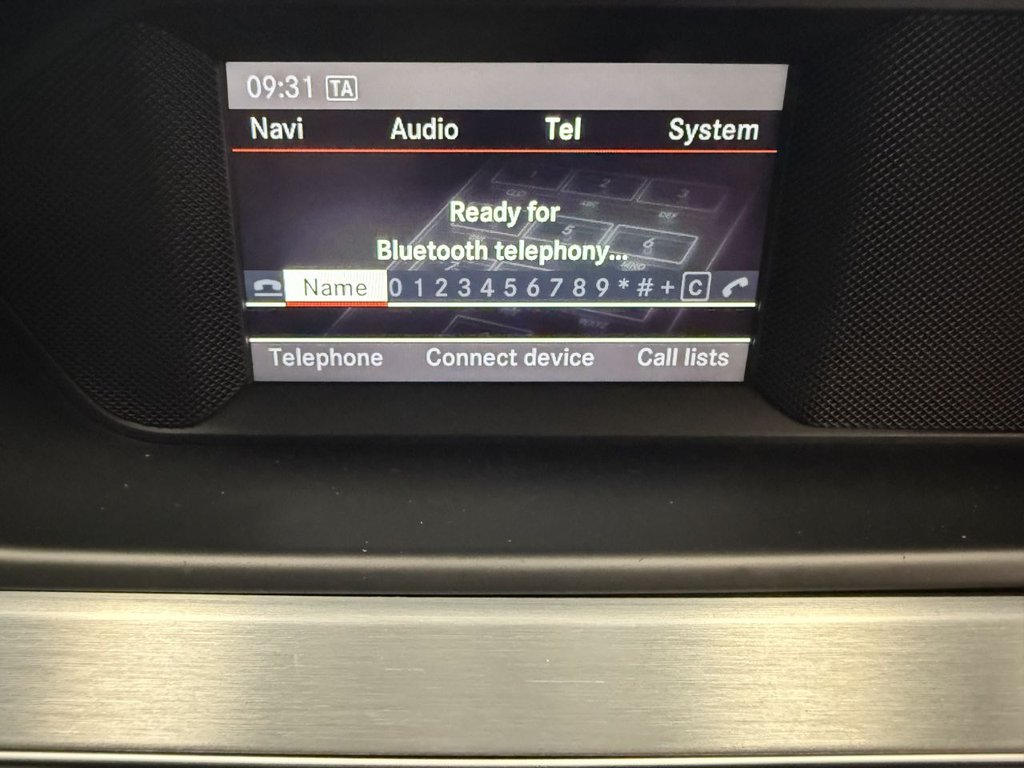 09:31 TA
Navi Audio Tel System
Ready for
Bluetooth telephony...
Name 0 1 2 3 4 5 6 7 8 9 * # + C
Telephone Connect device Call lists